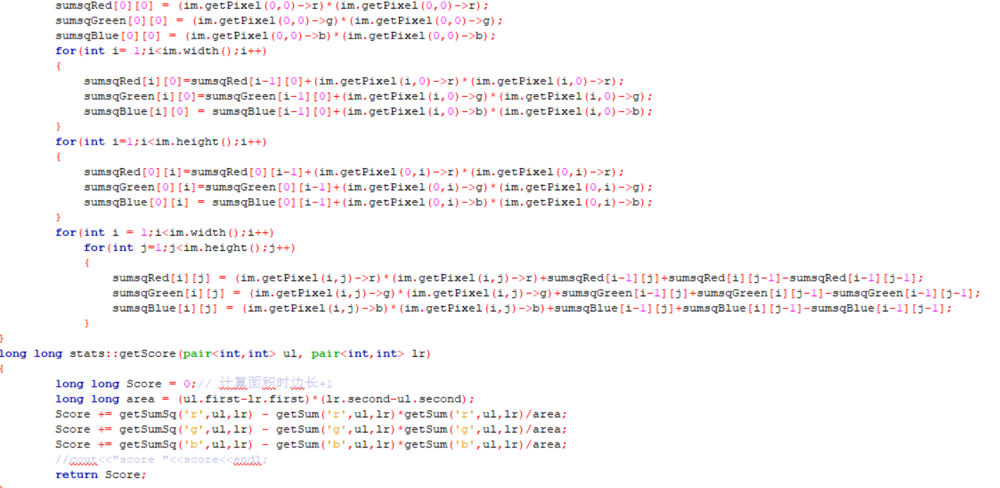 sumsqRed[0][0] = (im.getPixel(0,0)->r)*(im.getPixel(0,0)->r);
sumsqGreen[0][0] = (im.getPixel(0,0)->g)*(im.getPixel(0,0)->g);
sumsqBlue[0][0] = (im.getPixel(0,0)->b)*(im.getPixel(0,0)->b);
for(int i= 1;i<im.width();i++)
{
sumsqRed[i][0]=sumsqRed[i-1][0]+(im.getPixel(i,0)->r)*(im.getPixel(i,0)->r);
sumsqGreen[i][0]=sumsqGreen[i-1][0]+(im.getPixel(i,0)->g)*(im.getPixel(i,0)->g);
sumsqBlue[i][0] = sumsqBlue[i-1][0]+(im.getPixel(i,0)->b)*(im.getPixel(i,0)->b);
}
for(int i=1;i<im.height();i++)
{
sumsqRed[0][i]=sumsqRed[0][i-1]+(im.getPixel(0,i)->r)*(im.getPixel(0,i)->r);
sumsqGreen[0][i]=sumsqGreen[0][i-1]+(im.getPixel(0,i)->g)*(im.getPixel(0,i)->g);
sumsqBlue[0][i] = sumsqBlue[0][i-1]+(im.getPixel(0,i)->b)*(im.getPixel(0,i)->b);
}
for(int i = 1;i<im.width();i++)
for(int j=1;j<im.height();j++)
{
sumsqRed[i][j] = (im.getPixel(i,j)->r)*(im.getPixel(i,j)->r)+sumsqRed[i-1][j]+sumsqRed[i][j-1]-sumsqRed[i-1][j-1];
sumsqGreen[i][j] = (im.getPixel(i,j)->g)*(im.getPixel(i,j)->g)+sumsqGreen[i-1][j]+sumsqGreen[i][j-1]-sumsqGreen[i-1][j-1];
sumsqBlue[i][j] = (im.getPixel(i,j)->b)*(im.getPixel(i,j)->b)+sumsqBlue[i-1][j]+sumsqBlue[i][j-1]-sumsqBlue[i-1][j-1];
}
}
long long stats::getScore(pair<int,int> ul, pair<int,int> lr)
{
long long Score = 0;// 计算面积时边长+1
long long area = (ul.first-lr.first)*(lr.second-ul.second);
Score += getSumSq('r',ul,lr) - getSum('r',ul,lr)*getSum('r',ul,lr)/area;
Score += getSumSq('g',ul,lr) - getSum('g',ul,lr)*getSum('g',ul,lr)/area;
Score += getSumSq('b',ul,lr) - getSum('b',ul,lr)*getSum('b',ul,lr)/area;
//cout<<"score "<<score<<endl;
return Score;